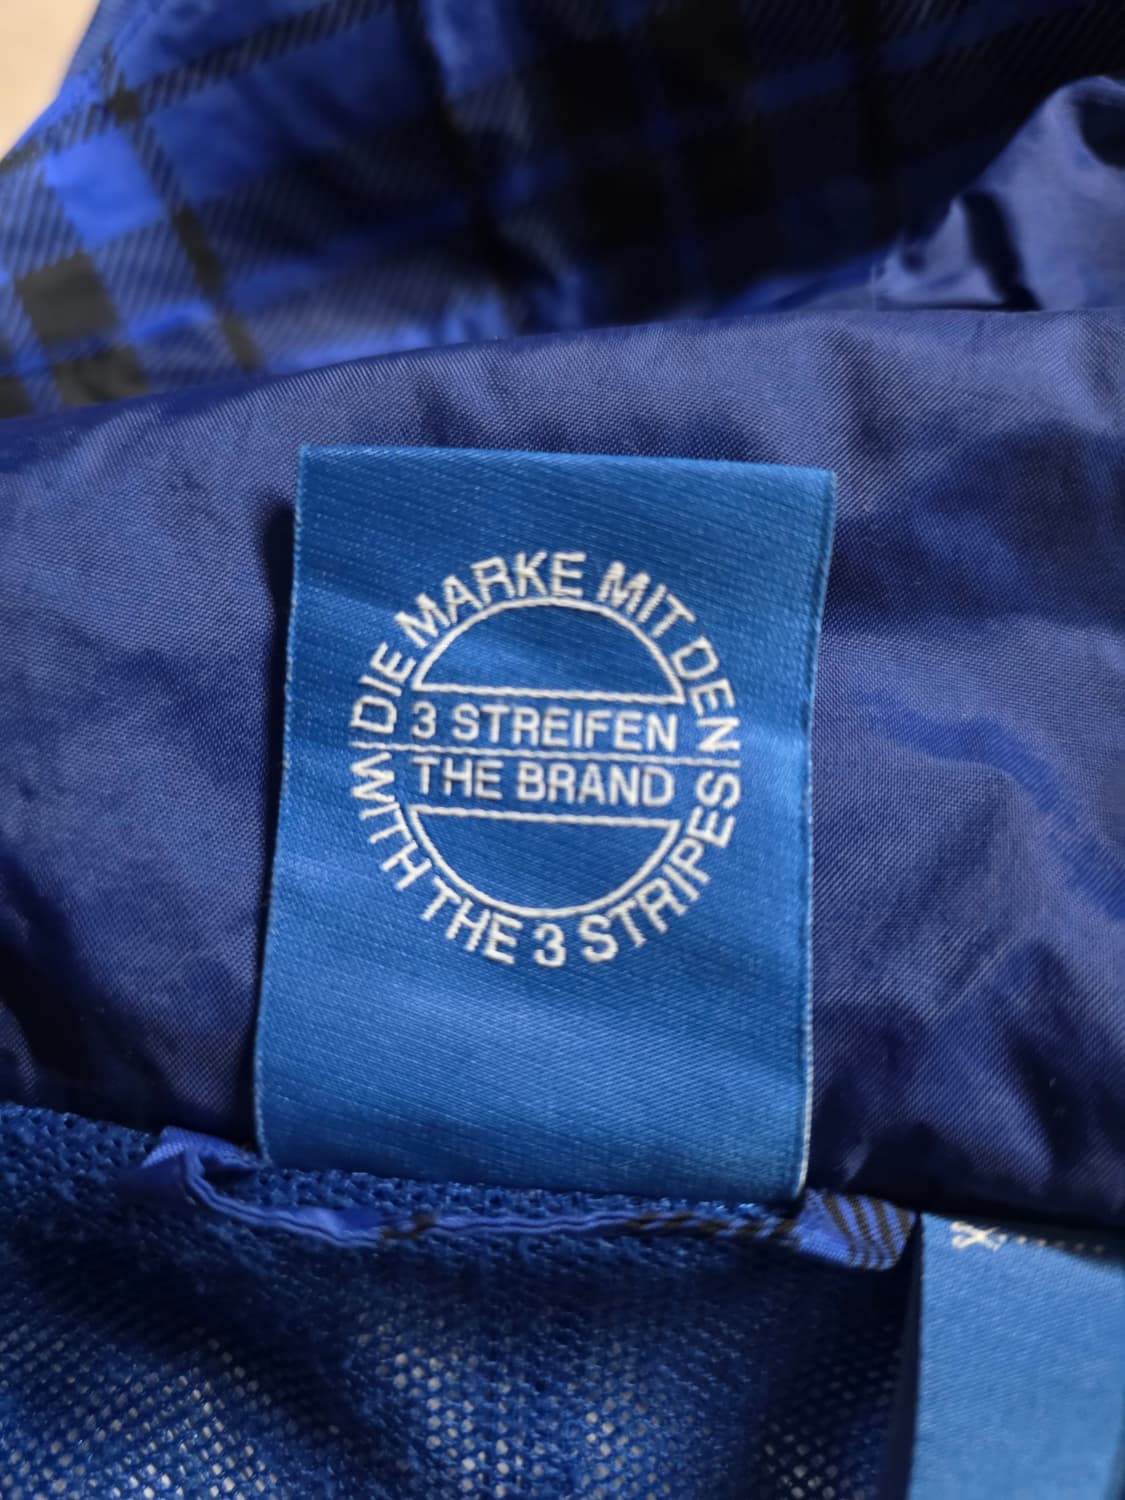 DIE MARKE MIT DEN
3 STREIFEN
THE BRAND
WITH THE 3 STRIPES